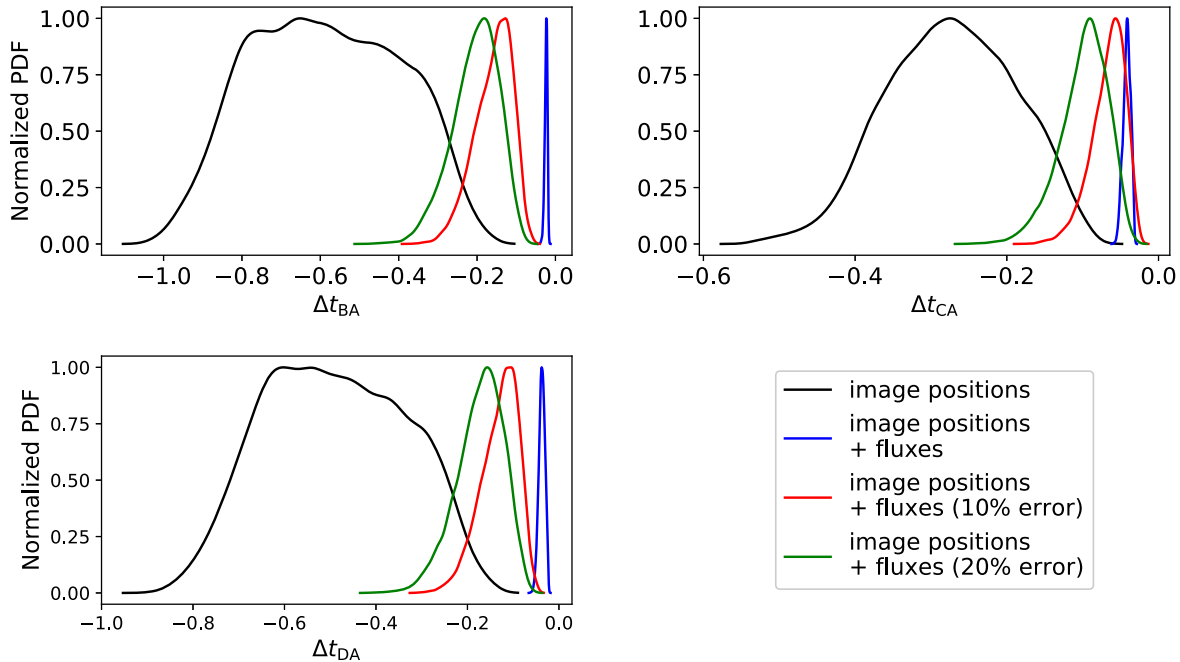 1.00
0.75
0.50
0.25
0.00
Normalized PDF
−1.0 −0.8 −0.6 −0.4 −0.2 0.0
Δt_BA
1.00
0.75
0.50
0.25
0.00
−0.6 −0.4 −0.2 0.0
Δt_CA
1.00
0.75
0.50
0.25
0.00
Normalized PDF
−1.0 −0.8 −0.6 −0.4 −0.2 0.0
Δt_DA
image positions
image positions
+ fluxes
image positions
+ fluxes (10% error)
image positions
+ fluxes (20% error)